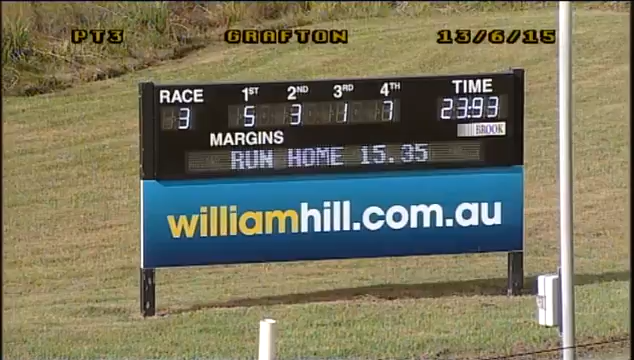 PT3 GRAFTON 13/6/15
RACE 1ST 2ND 3RD 4TH TIME
3 5 3 1 7 23.93
BROOK
MARGINS
RUN HOME 15.35
williamhill.com.au